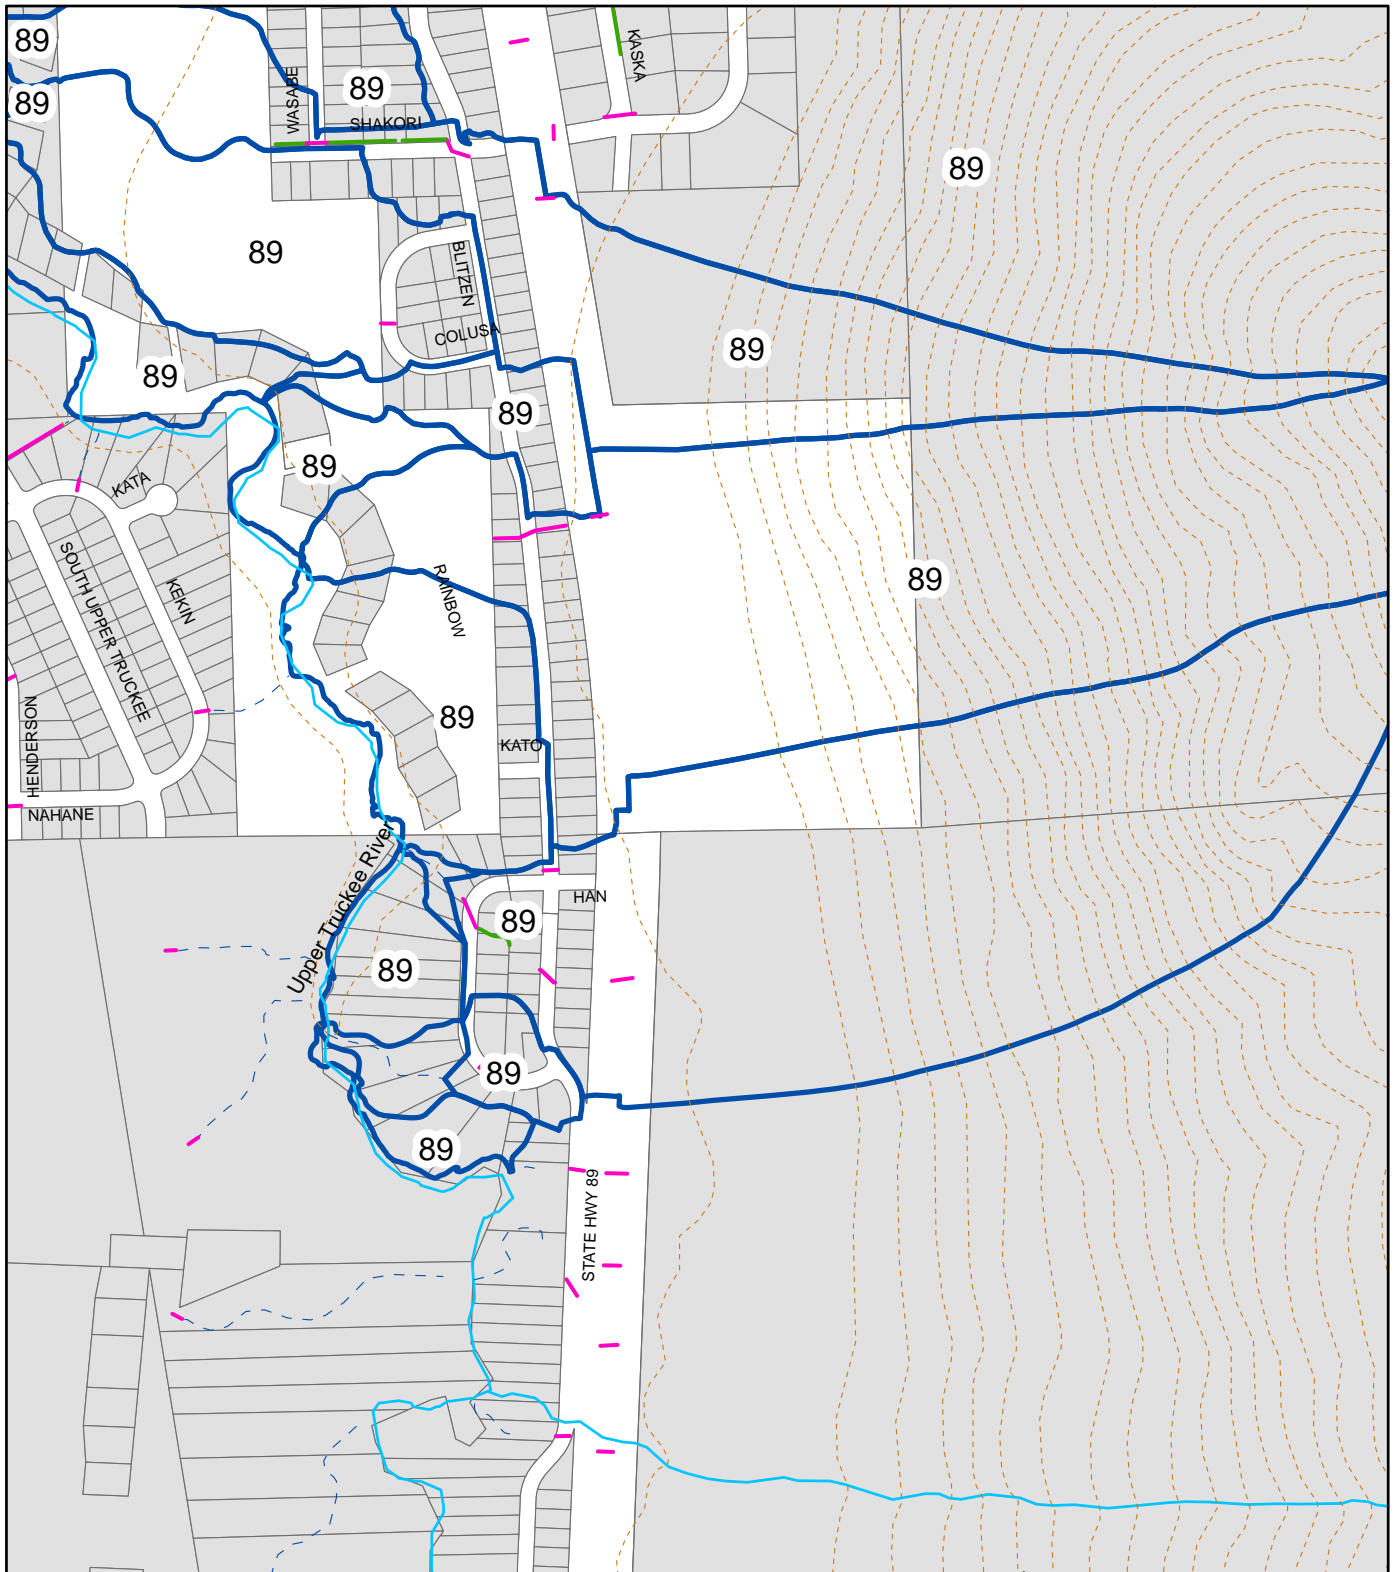 89
KASKA
WASABE
89
89
SHAKORI
89
89
BLITZEN
COLUSA
89
89
89
89
KATA
SOUTH UPPER TRUCKEE
KEKIN
RAINBOW
89
HENDERSON
89
KATO
NAHANE
Upper Truckee River
HAN
89
89
89
89
STATE HWY 89